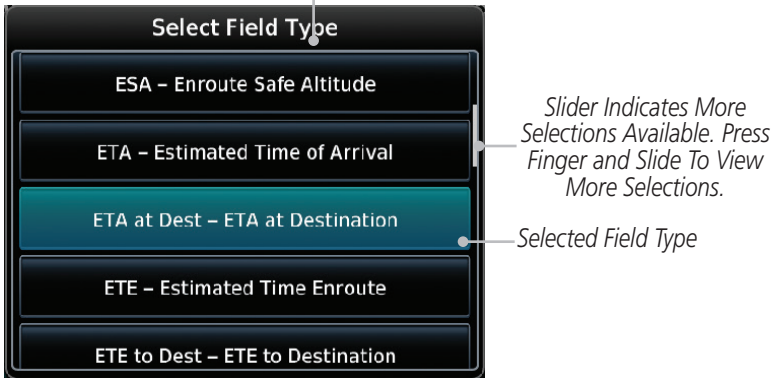 Select Field Type
ESA – Enroute Safe Altitude
ETA – Estimated Time of Arrival
ETA at Dest – ETA at Destination
ETE – Estimated Time Enroute
ETE to Dest – ETE to Destination
Slider Indicates More
Selections Available. Press
Finger and Slide To View
More Selections.
Selected Field Type